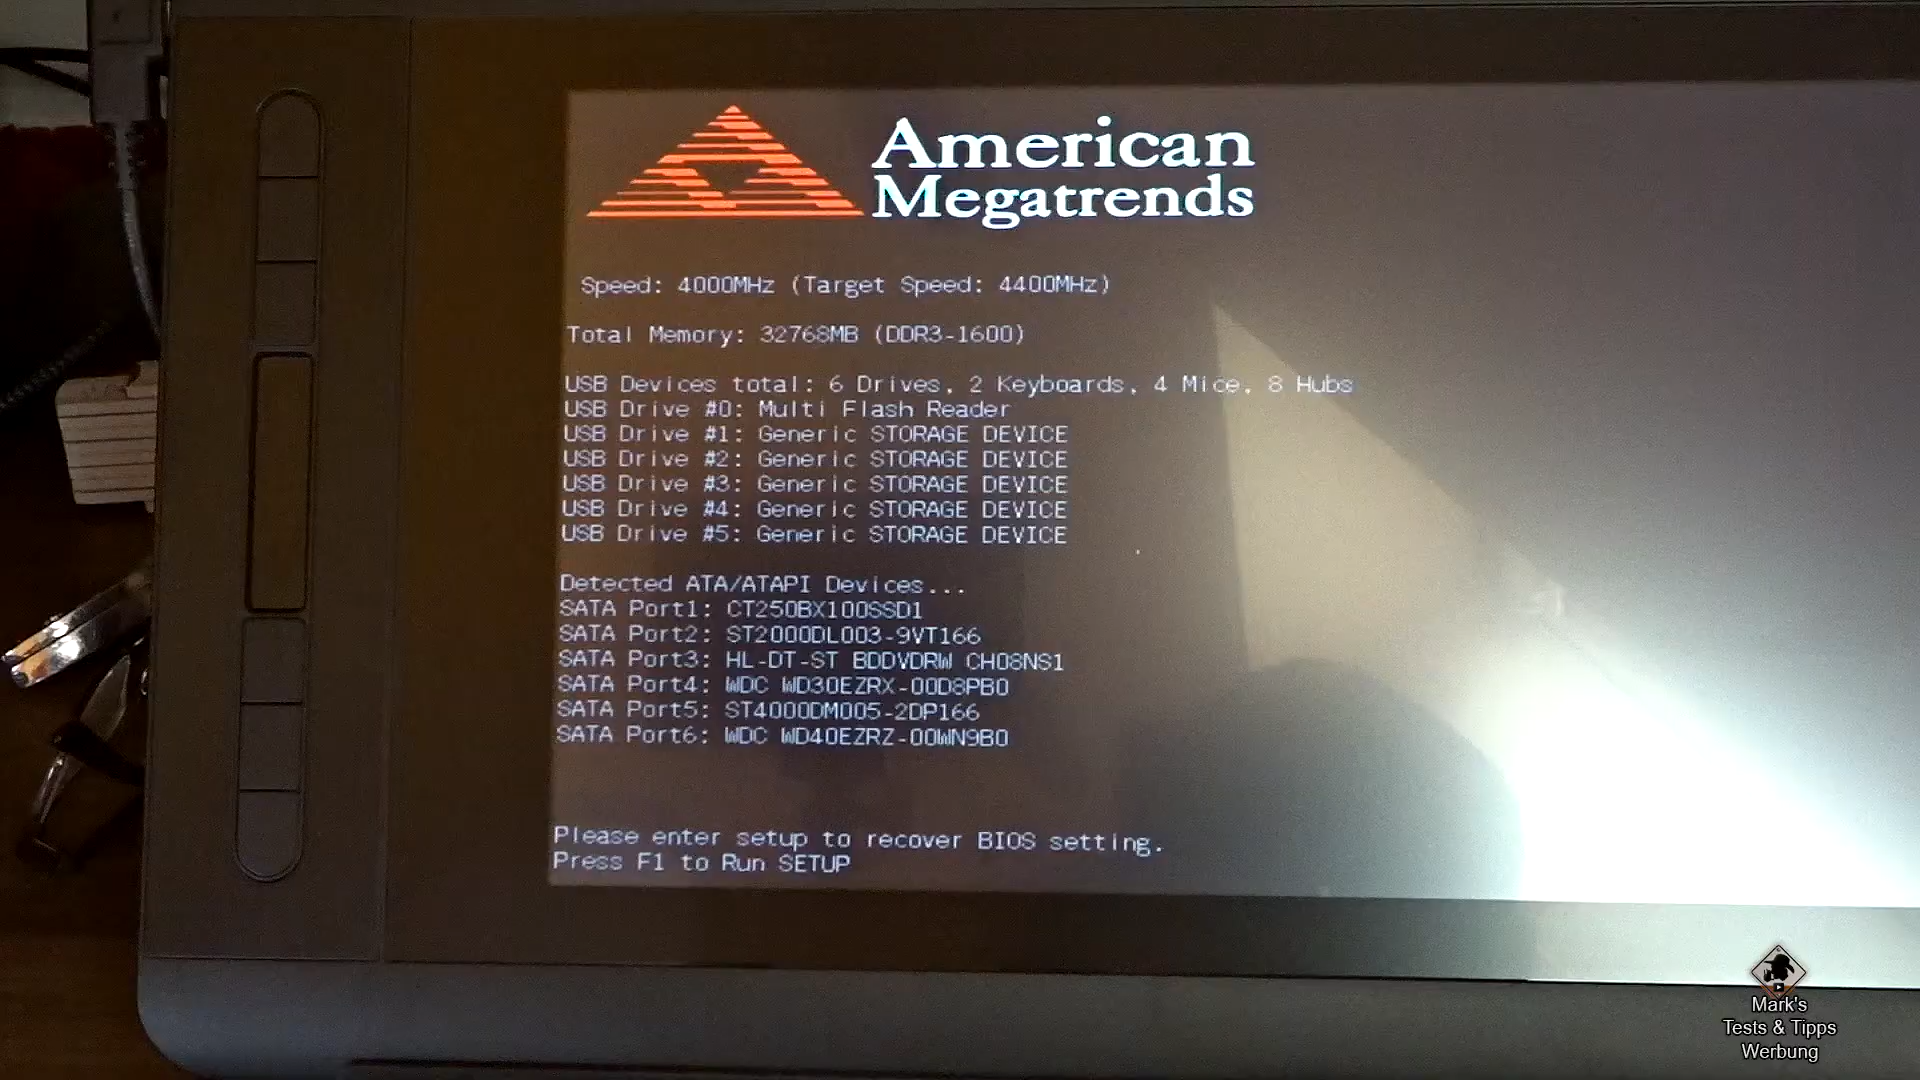 American
Megatrends
Speed: 4000MHz (Target Speed: 4400MHz)
Total Memory: 32768MB (DDR3-1600)
USB Devices total: 6 Drives, 2 Keyboards, 4 Mice, 8 Hubs
USB Drive #0: Multi Flash Reader
USB Drive #1: Generic STORAGE DEVICE
USB Drive #2: Generic STORAGE DEVICE
USB Drive #3: Generic STORAGE DEVICE
USB Drive #4: Generic STORAGE DEVICE
USB Drive #5: Generic STORAGE DEVICE
Detected ATA/ATAPI Devices...
SATA Port1: CT250BX100SSD1
SATA Port2: ST2000DL003-9VT166
SATA Port3: HL-DT-ST BDDVDRW CH08NS1
SATA Port4: WDC WD30EZRX-00D8PB0
SATA Port5: ST4000DM005-2DP166
SATA Port6: WDC WD40EZRZ-00WN9B0
Please enter setup to recover BIOS setting.
Press F1 to Run SETUP
Mark's
Tests & Tipps
Werbung